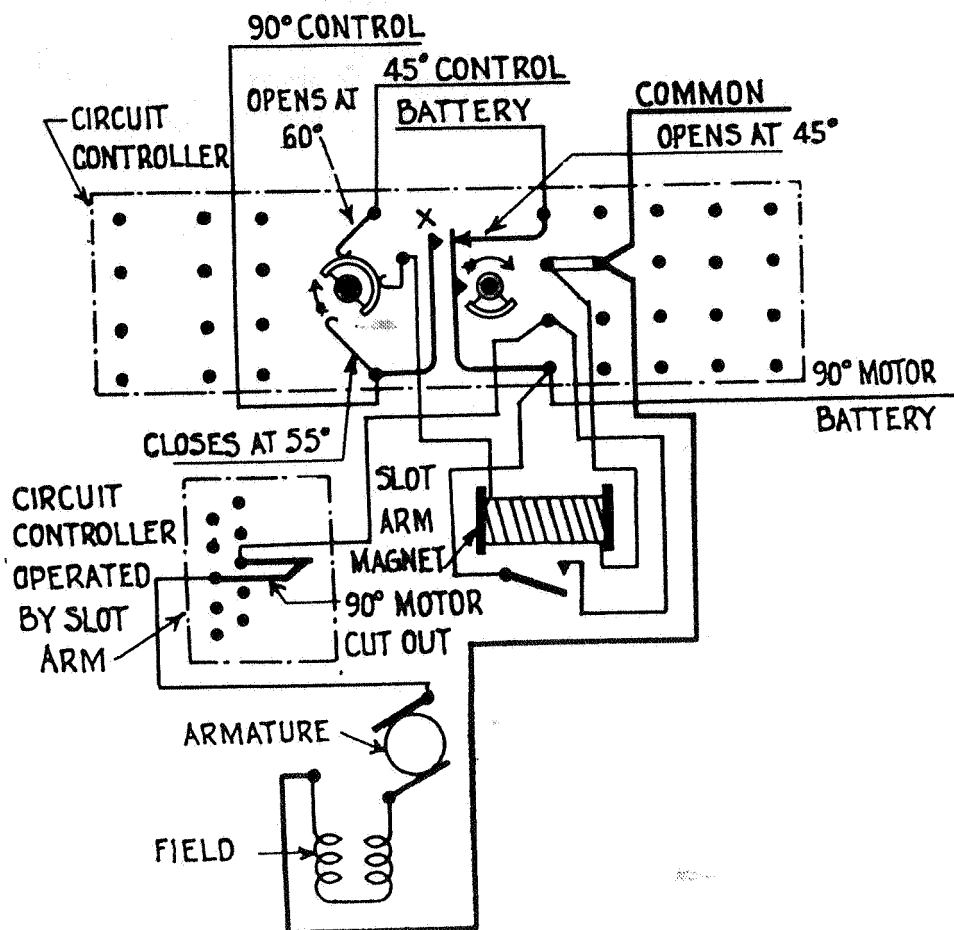 90° CONTROL
45° CONTROL
OPENS AT
60°
BATTERY
COMMON
OPENS AT 45°
CIRCUIT
CONTROLLER
X
90° MOTOR
BATTERY
CLOSES AT 55°
SLOT
ARM
MAGNET
CIRCUIT
CONTROLLER
OPERATED
BY SLOT
ARM
90° MOTOR
CUT OUT
ARMATURE
FIELD